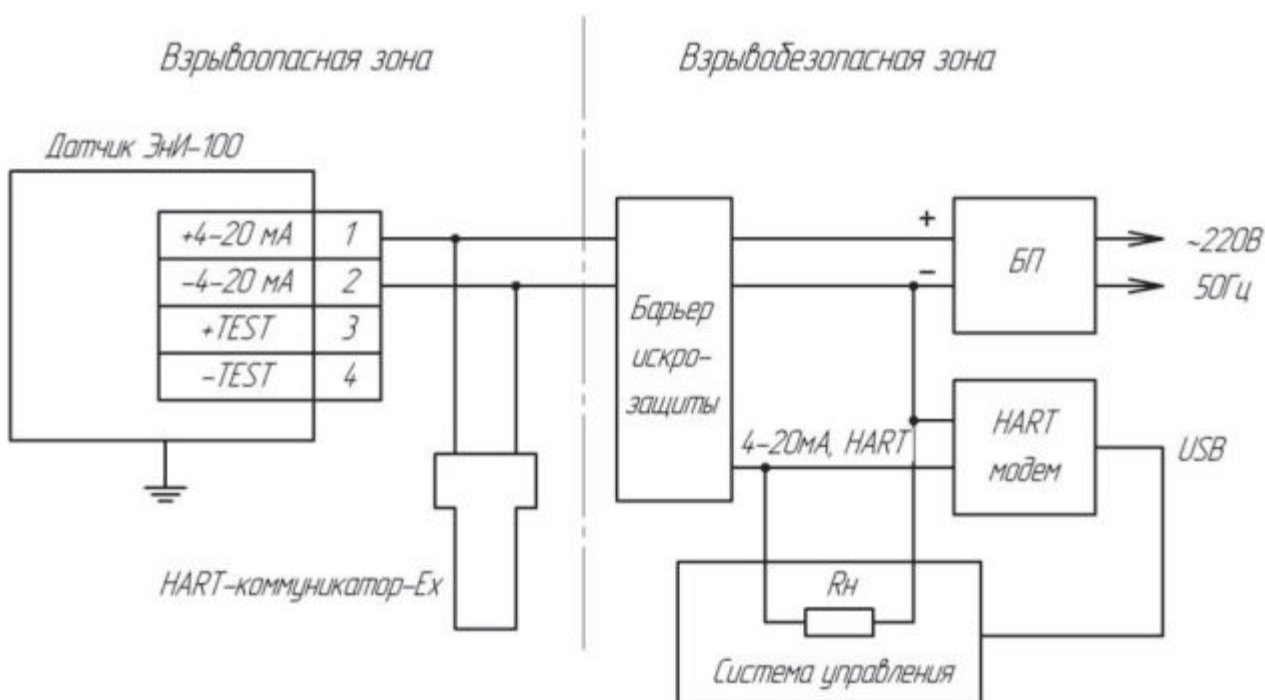 Взрывоопасная зона
Взрывобезопасная зона
Датчик ЭнИ-100
+4-20 мА 1
-4-20 мА 2
+TEST 3
-TEST 4
HART-коммуникатор-Ex
Барьер
искро-
защиты
+
-
БП
~220В
50Гц
4-20мА, HART
HART
модем
USB
Rн
Система управления